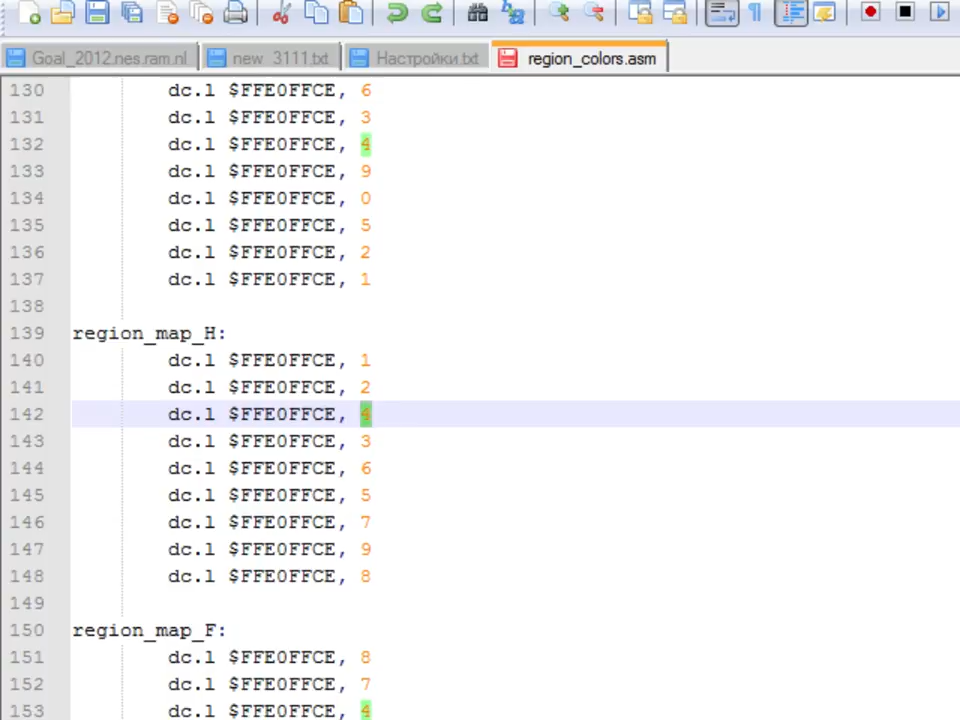 Goal_2012.nes.ram.nl new 3111.txt Настройки.txt region_colors.asm
130 dc.l $FFE0FFCE, 6
131 dc.l $FFE0FFCE, 3
132 dc.l $FFE0FFCE, 4
133 dc.l $FFE0FFCE, 9
134 dc.l $FFE0FFCE, 0
135 dc.l $FFE0FFCE, 5
136 dc.l $FFE0FFCE, 2
137 dc.l $FFE0FFCE, 1
138
139 region_map_H:
140 dc.l $FFE0FFCE, 1
141 dc.l $FFE0FFCE, 2
142 dc.l $FFE0FFCE, 4
143 dc.l $FFE0FFCE, 3
144 dc.l $FFE0FFCE, 6
145 dc.l $FFE0FFCE, 5
146 dc.l $FFE0FFCE, 7
147 dc.l $FFE0FFCE, 9
148 dc.l $FFE0FFCE, 8
149
150 region_map_F:
151 dc.l $FFE0FFCE, 8
152 dc.l $FFE0FFCE, 7
153 dc.l $FFE0FFCE, 4